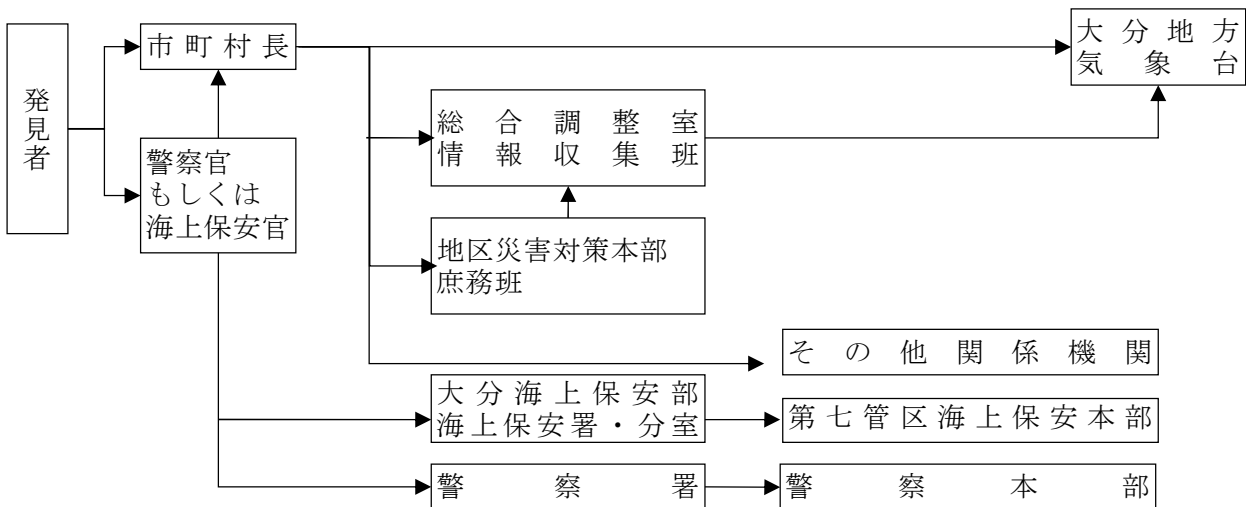 発見者
市町村長
大分地方
気象台
総合調整室
情報収集班
警察官
もしくは
海上保安官
地区災害対策本部
庶務班
その他関係機関
大分海上保安部
海上保安署・分室
第七管区海上保安本部
警察署
警察本部